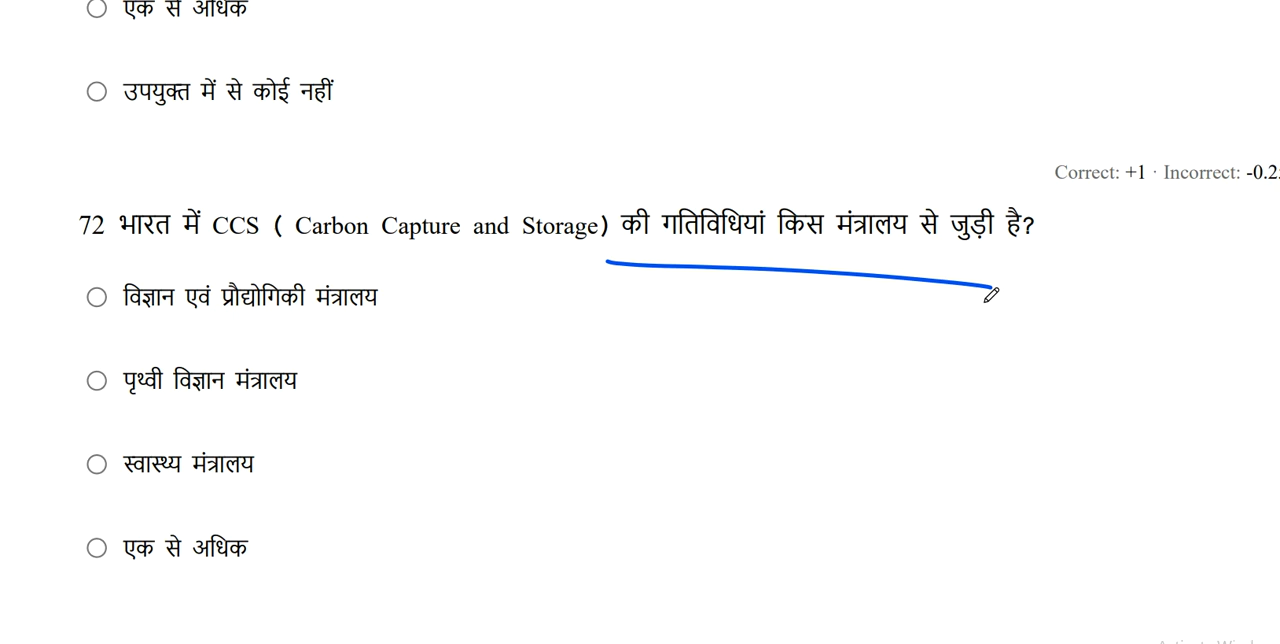 एक से अधिक
उपयुक्त में से कोई नहीं
Correct: +1 · Incorrect: -0.2
72 भारत में CCS ( Carbon Capture and Storage) की गतिविधियां किस मंत्रालय से जुड़ी है?
विज्ञान एवं प्रौद्योगिकी मंत्रालय
पृथ्वी विज्ञान मंत्रालय
स्वास्थ्य मंत्रालय
एक से अधिक